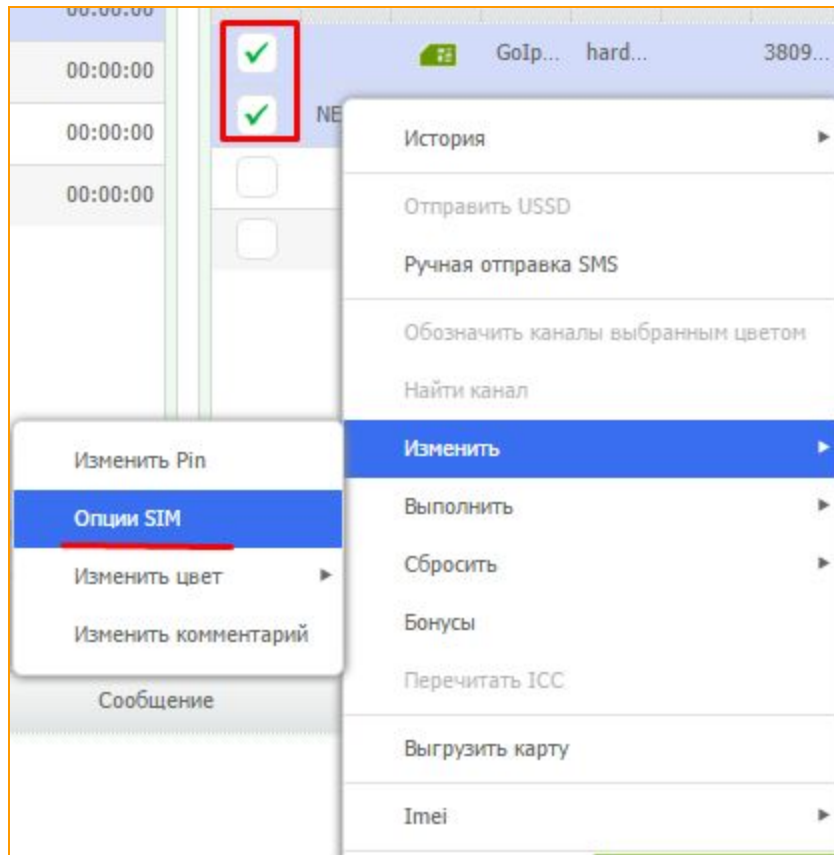 00:00:00
00:00:00 GoIp... hard... 3809...
00:00:00 NE
00:00:00
История
Отправить USSD
Ручная отправка SMS
Обозначить каналы выбранным цветом
Найти канал
Изменить
Выполнить
Сбросить
Бонусы
Перечитать ICC
Выгрузить карту
Imei
Изменить Pin
Опции SIM
Изменить цвет
Изменить комментарий
Сообщение